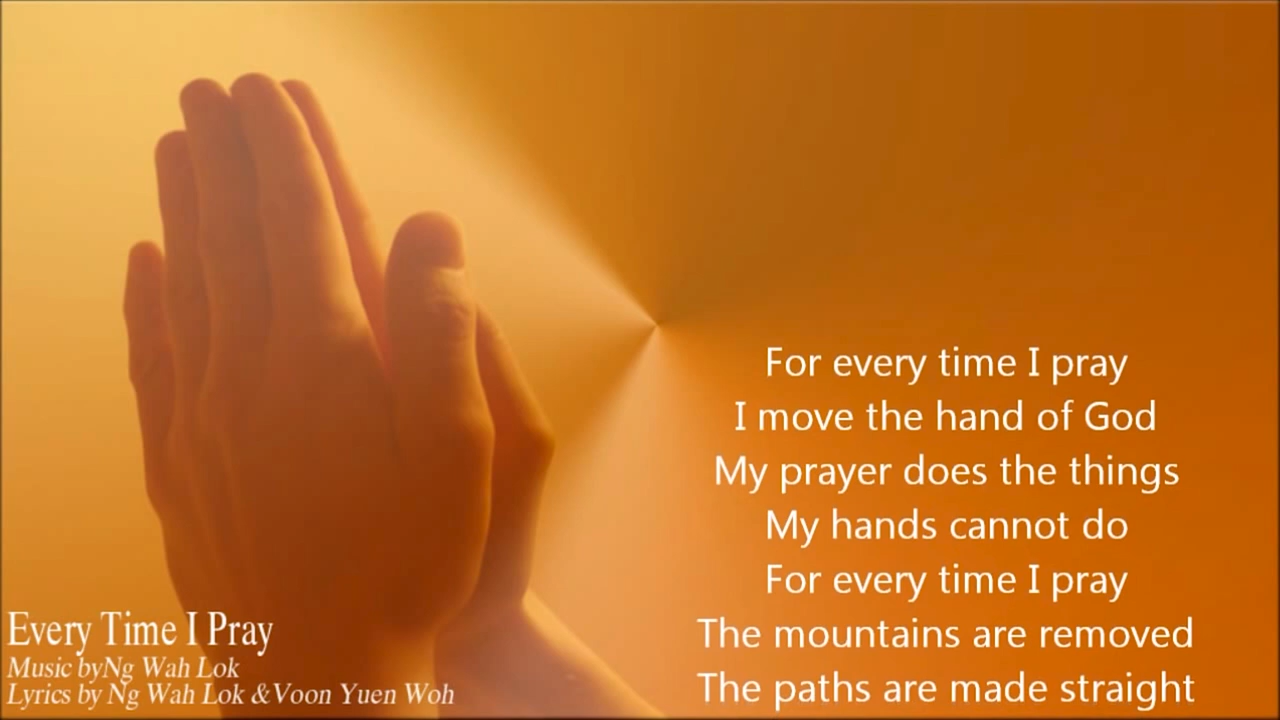 For every time I pray
I move the hand of God
My prayer does the things
My hands cannot do
For every time I pray
The mountains are removed
The paths are made straight
Every Time I Pray
Music byNg Wah Lok
Lyrics by Ng Wah Lok &Voon Yuen Woh